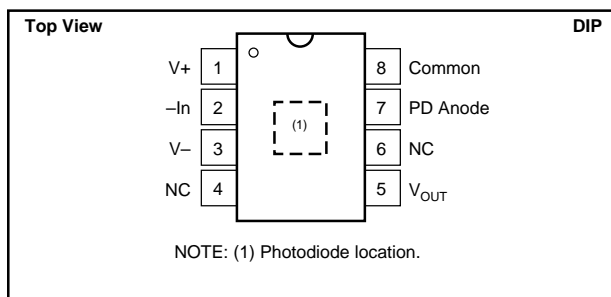 Top View DIP
V+ 1 8 Common
–In 2 7 PD Anode
(1)
V– 3 6 NC
NC 4 5 VOUT
NOTE: (1) Photodiode location.